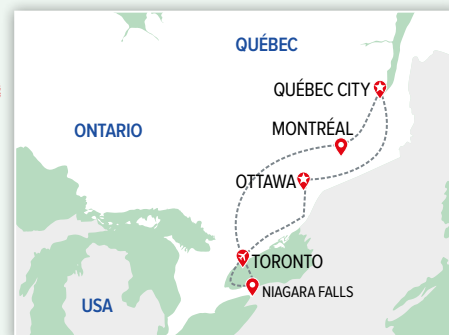 QUÉBEC
QUÉBEC CITY
ONTARIO
MONTRÉAL
OTTAWA
TORONTO
NIAGARA FALLS
USA